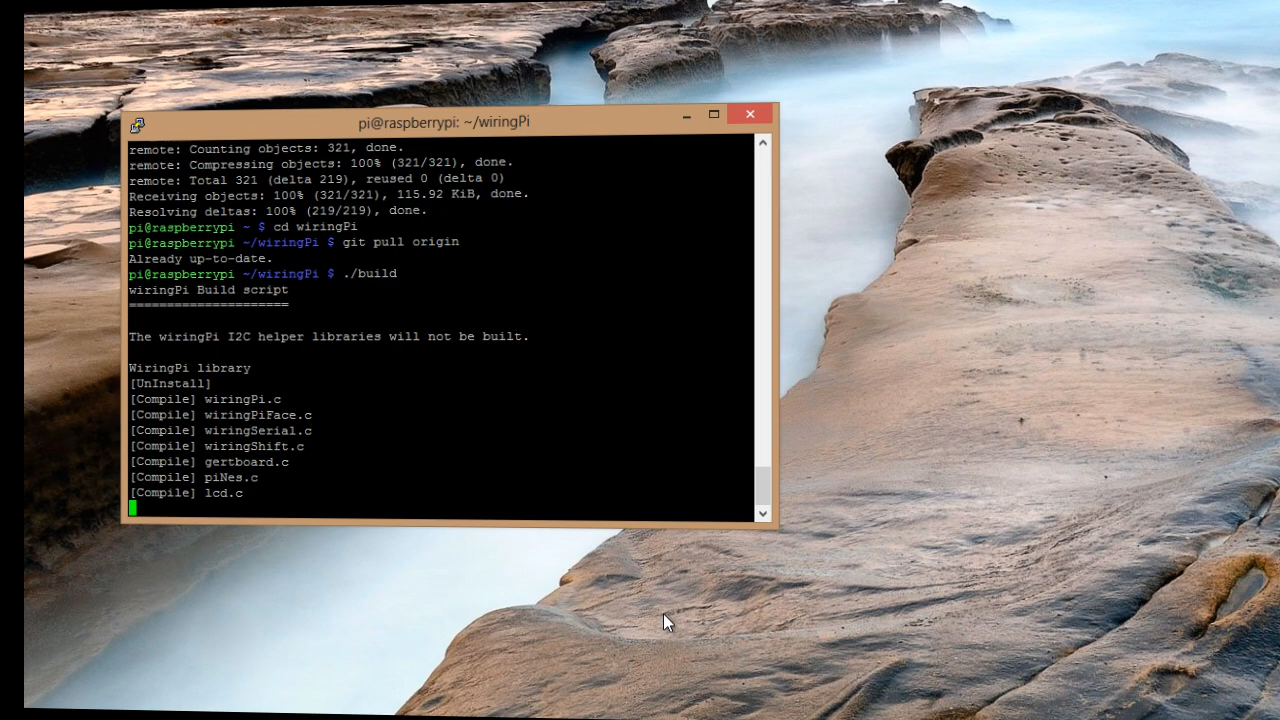 pi@raspberrypi: ~/wiringPi
remote: Counting objects: 321, done.
remote: Compressing objects: 100% (321/321), done.
remote: Total 321 (delta 219), reused 0 (delta 0)
Receiving objects: 100% (321/321), 115.92 KiB, done.
Resolving deltas: 100% (219/219), done.
pi@raspberrypi ~ $ cd wiringPi
pi@raspberrypi ~/wiringPi $ git pull origin
Already up-to-date.
pi@raspberrypi ~/wiringPi $ ./build
wiringPi Build script
=====================
The wiringPi I2C helper libraries will not be built.
WiringPi library
[UnInstall]
[Compile] wiringPi.c
[Compile] wiringPiFace.c
[Compile] wiringSerial.c
[Compile] wiringShift.c
[Compile] gertboard.c
[Compile] piNes.c
[Compile] lcd.c